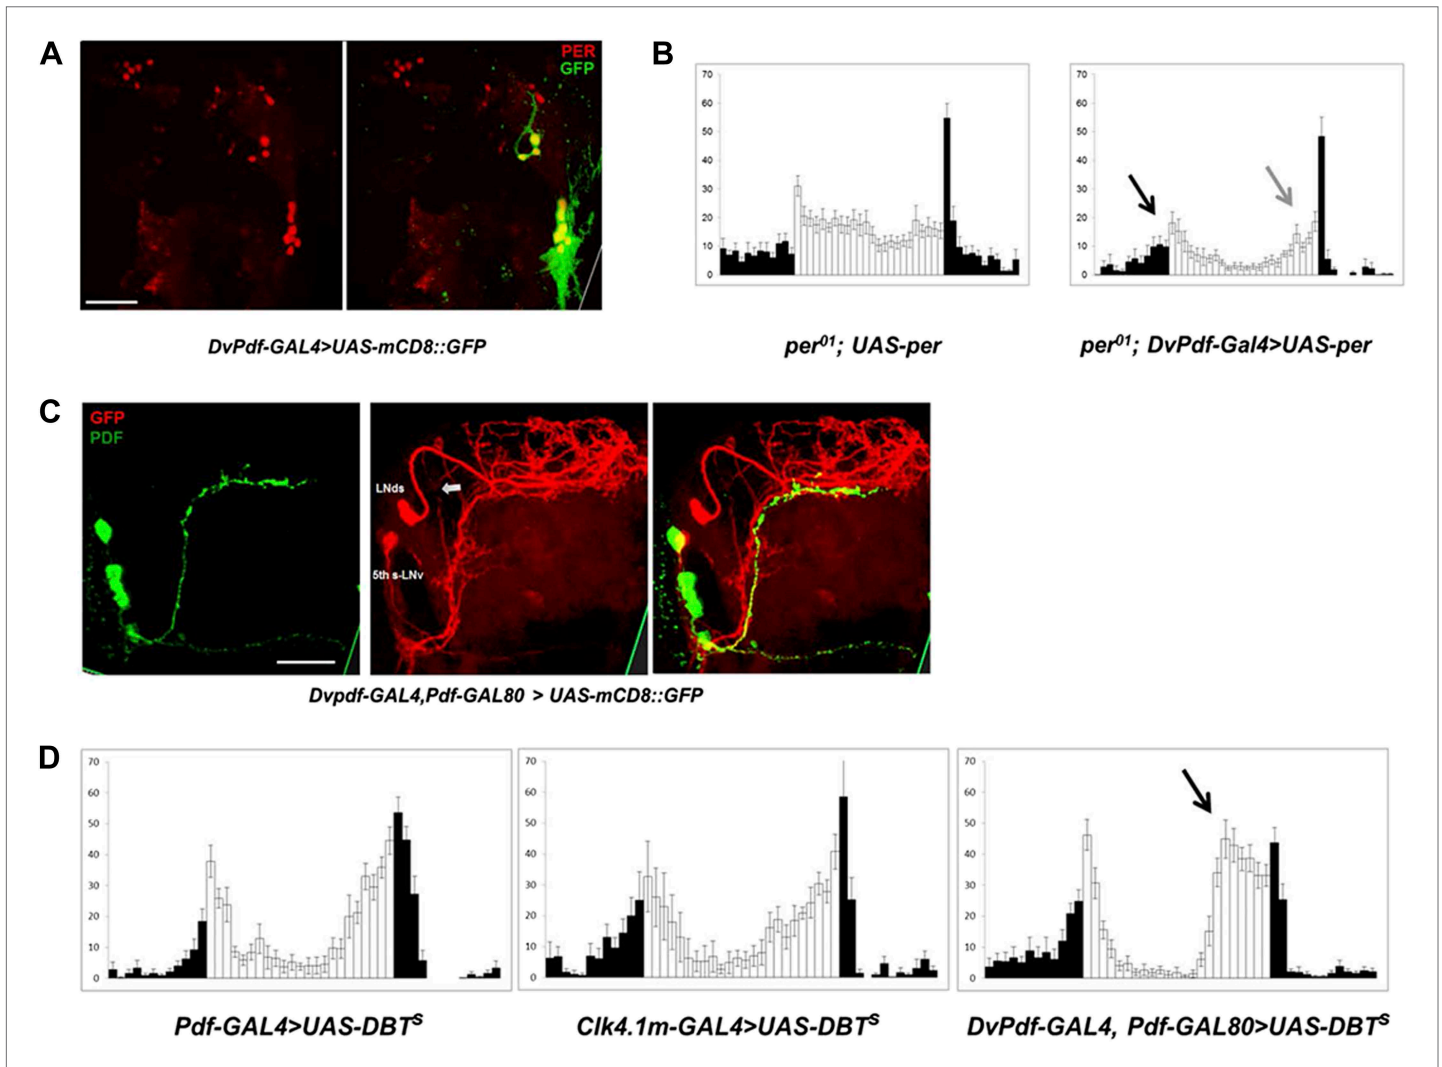 A
PER
GFP
DvPdf-GAL4>UAS-mCD8::GFP
B
70
60
50
40
30
20
10
0
per01; UAS-per
70
60
50
40
30
20
10
0
per01; DvPdf-Gal4>UAS-per
C
GFP
PDF
LNds
5th s-LNv
Dvpdf-GAL4,Pdf-GAL80 > UAS-mCD8::GFP
D
70
60
50
40
30
20
10
0
Pdf-GAL4>UAS-DBTS
70
60
50
40
30
20
10
0
Clk4.1m-GAL4>UAS-DBTS
70
60
50
40
30
20
10
0
DvPdf-GAL4, Pdf-GAL80>UAS-DBTS